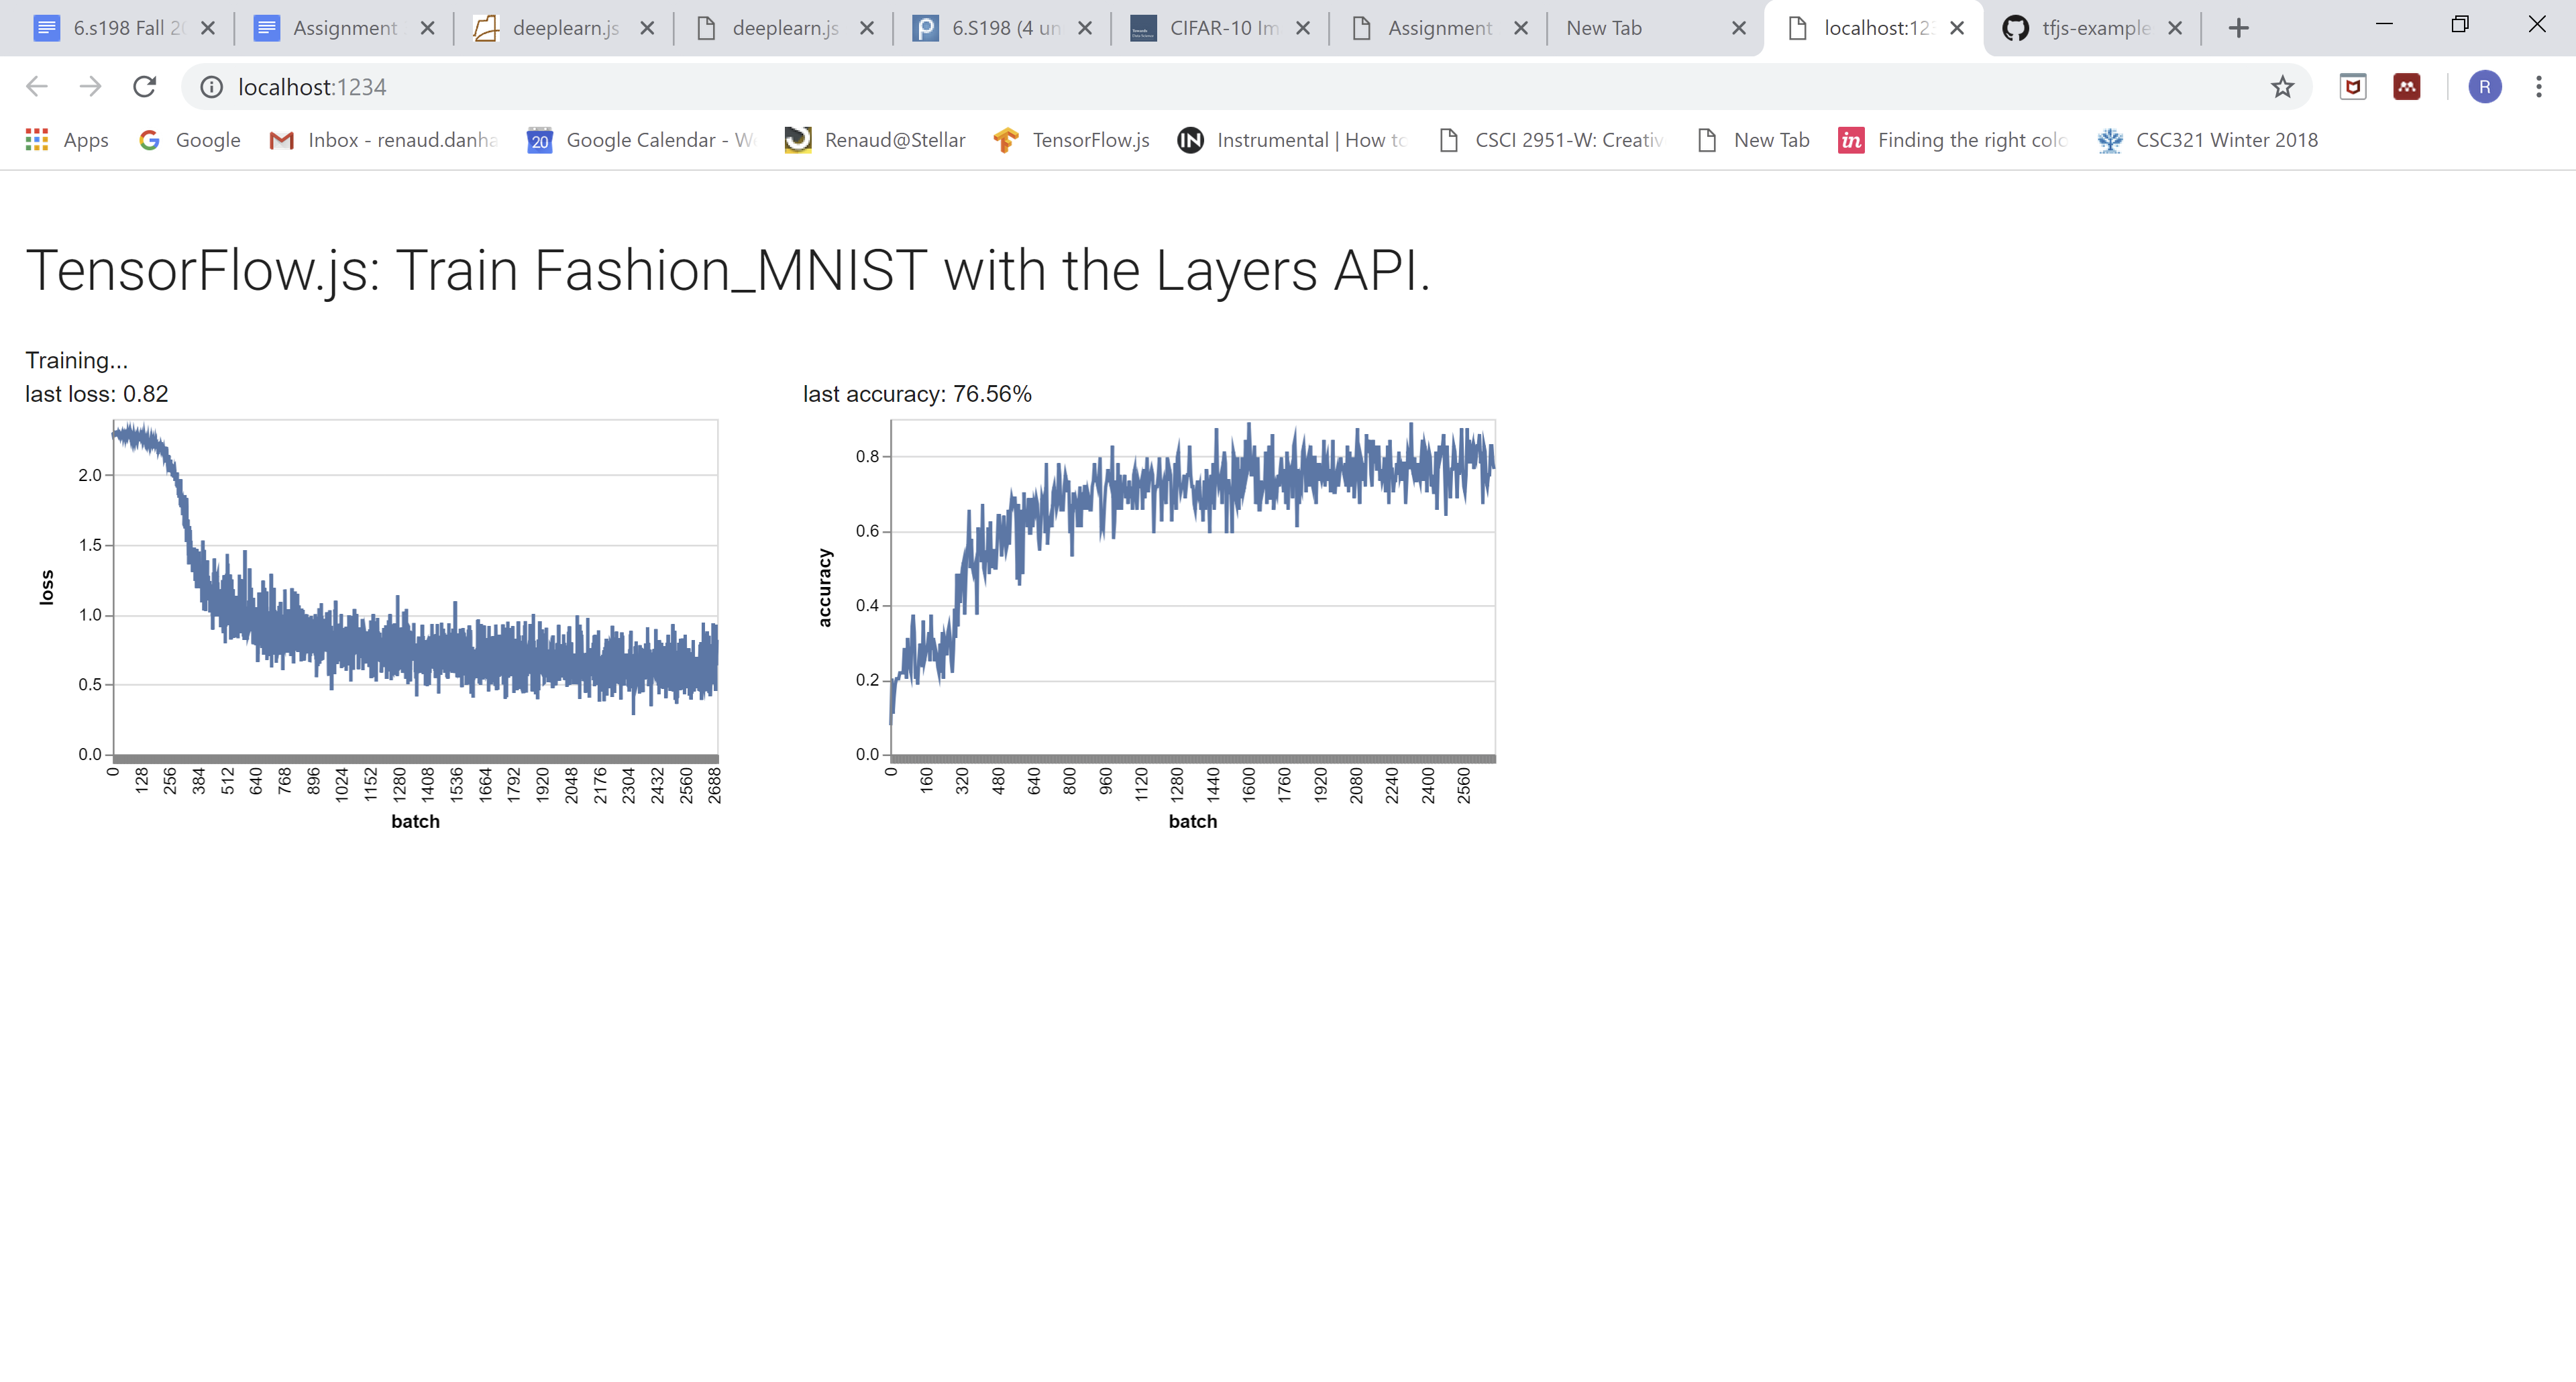 6.s198 Fall 20 Assignment deeplearn.js deeplearn.js 6.S198 (4 un CIFAR-10 Im Assignment New Tab localhost:123 tfjs-example
localhost:1234 R
Apps Google Inbox - renaud.danha Google Calendar - We 20 Renaud@Stellar TensorFlow.js IN Instrumental | How to CSCI 2951-W: Creativ New Tab in Finding the right colo CSC321 Winter 2018
TensorFlow.js: Train Fashion_MNIST with the Layers API.
Training...
last loss: 0.82
2.0
1.5
1.0
0.5
0.0
loss
0 128 256 384 512 640 768 896 1024 1152 1280 1408 1536 1664 1792 1920 2048 2176 2304 2432 2560 2688
batch
last accuracy: 76.56%
0.8
0.6
0.4
0.2
0.0
accuracy
0 160 320 480 640 800 960 1120 1280 1440 1600 1760 1920 2080 2240 2400 2560
batch